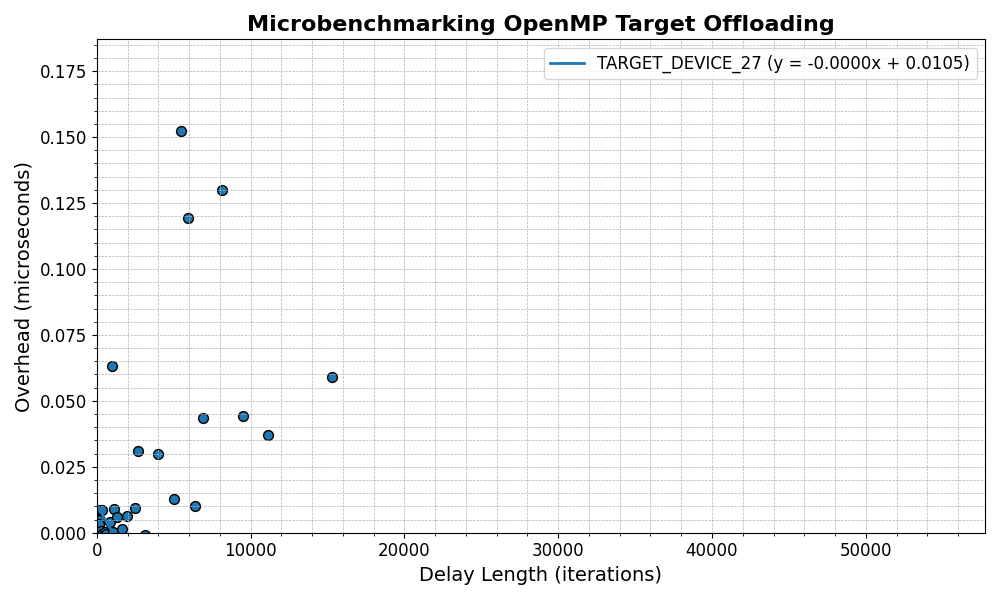 Microbenchmarking OpenMP Target Offloading
TARGET_DEVICE_27 (y = -0.0000x + 0.0105)
Overhead (microseconds)
0.175
0.150
0.125
0.100
0.075
0.050
0.025
0.000
0 10000 20000 30000 40000 50000
Delay Length (iterations)